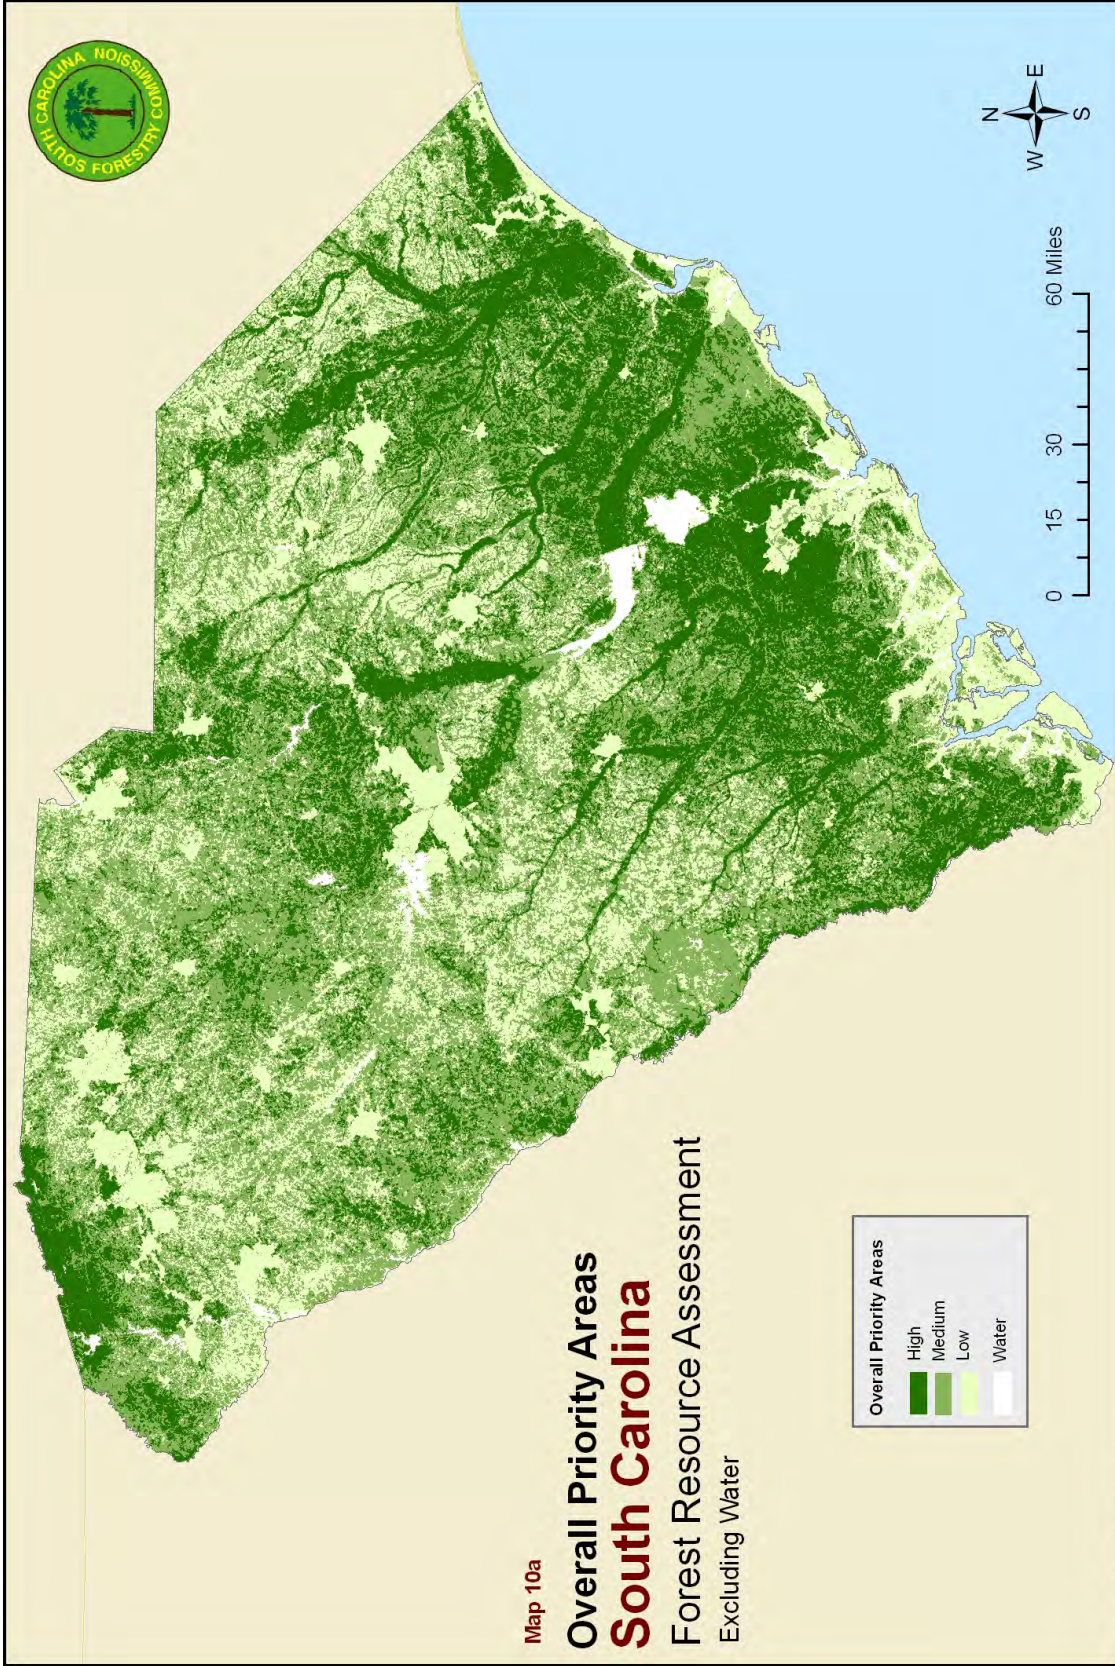 SOUTH CAROLINA
FORESTRY COMMISSION
Map 10a
Overall Priority Areas
South Carolina
Forest Resource Assessment
Excluding Water
Overall Priority Areas
High
Medium
Low
Water
0 15 30 60 Miles
N
W E
S